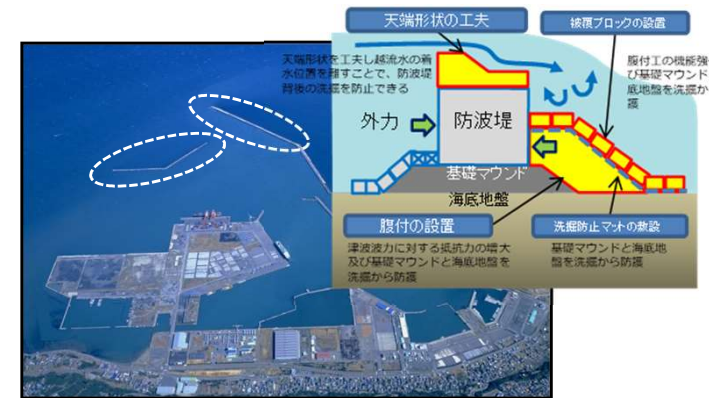 天端形状の工夫
被覆ブロックの設置
天端形状を工夫し越流水の着
水位置を離すことで、防波堤
背後の洗掘を防止できる
腹付工の機能強
び基礎マウンド
底地盤を洗掘か
護
外力
防波堤
基礎マウンド
海底地盤
腹付の設置
洗掘防止マットの敷設
津波波力に対する抵抗力の増大
及び基礎マウンドと海底地盤を
洗掘から防護
基礎マウンドと海底地
盤を洗掘から防護